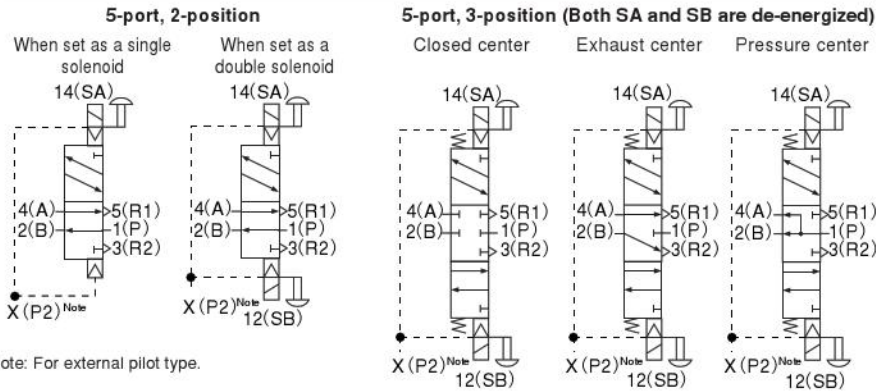 5-port, 2-position
5-port, 3-position (Both SA and SB are de-energized)
When set as a single
solenoid
When set as a
double solenoid
Closed center
Exhaust center
Pressure center
14(SA)
14(SA)
14(SA)
14(SA)
14(SA)
4(A) 5(R1)
2(B) 1(P)
3(R2)
4(A) 5(R1)
2(B) 1(P)
3(R2)
4(A) 5(R1)
2(B) 1(P)
3(R2)
4(A) 5(R1)
2(B) 1(P)
3(R2)
4(A) 5(R1)
2(B) 1(P)
3(R2)
X (P2) Note
X (P2) Note
12(SB)
X (P2) Note
12(SB)
X (P2) Note
12(SB)
X (P2) Note
12(SB)
ote: For external pilot type.